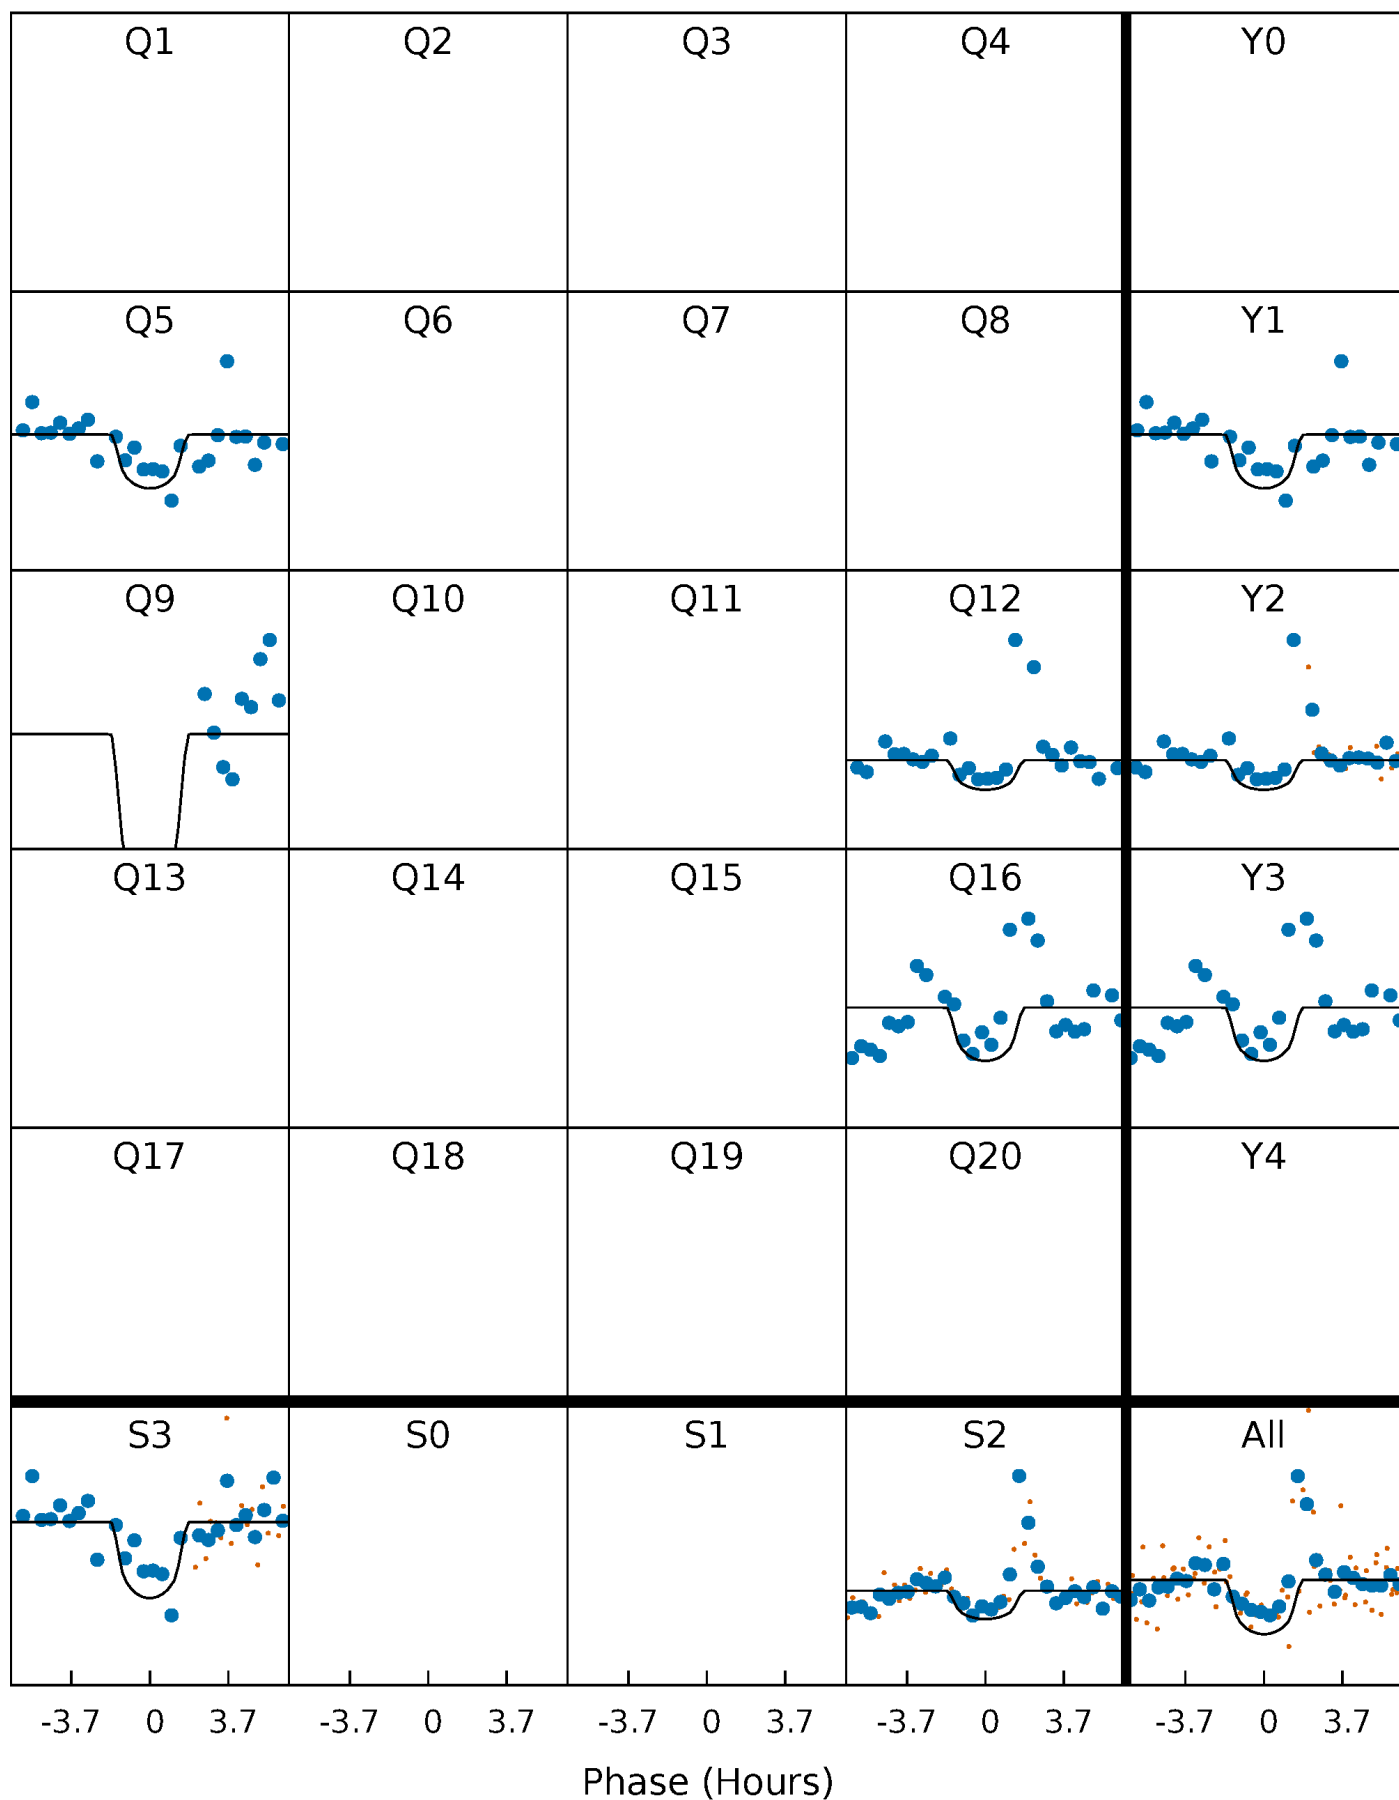 Q1 Q2 Q3 Q4 Y0
Q5 Q6 Q7 Q8 Y1
Q9 Q10 Q11 Q12 Y2
Q13 Q14 Q15 Q16 Y3
Q17 Q18 Q19 Q20 Y4
S3 S0 S1 S2 All
-3.7 0 3.7 -3.7 0 3.7 -3.7 0 3.7 -3.7 0 3.7 -3.7 0 3.7
Phase (Hours)